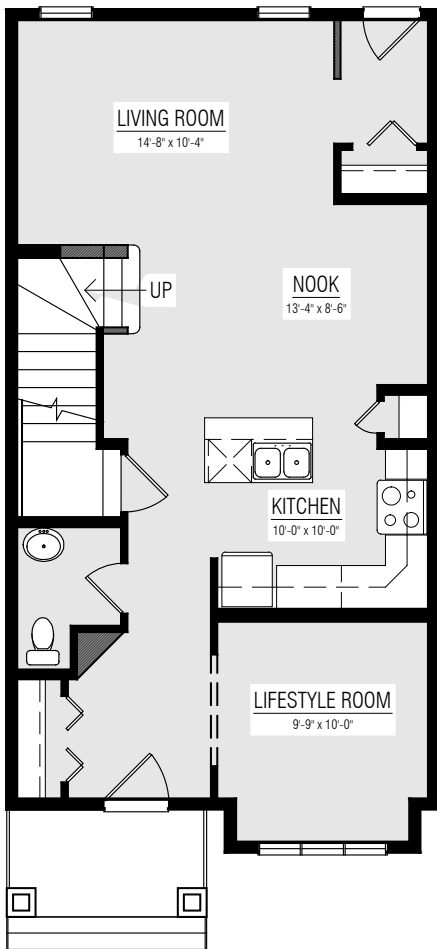 LIVING ROOM
14'-8" x 10'-4"
UP
NOOK
13'-4" x 8'-6"
KITCHEN
10'-0" x 10'-0"
LIFESTYLE ROOM
9'-9" x 10'-0"